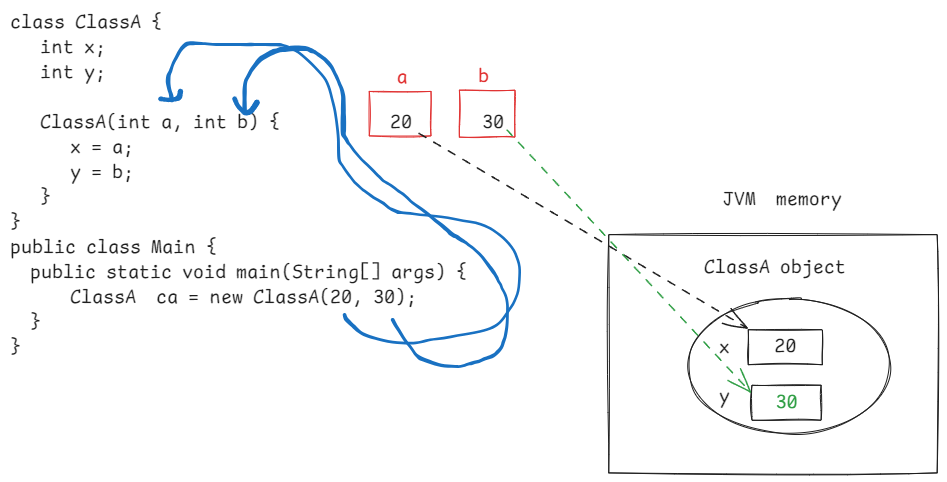 class ClassA {
int x;
int y;
ClassA(int a, int b) {
x = a;
y = b;
}
}
public class Main {
public static void main(String[] args) {
ClassA ca = new ClassA(20, 30);
}
}
a b
20 30
JVM memory
ClassA object
x 20
y 30